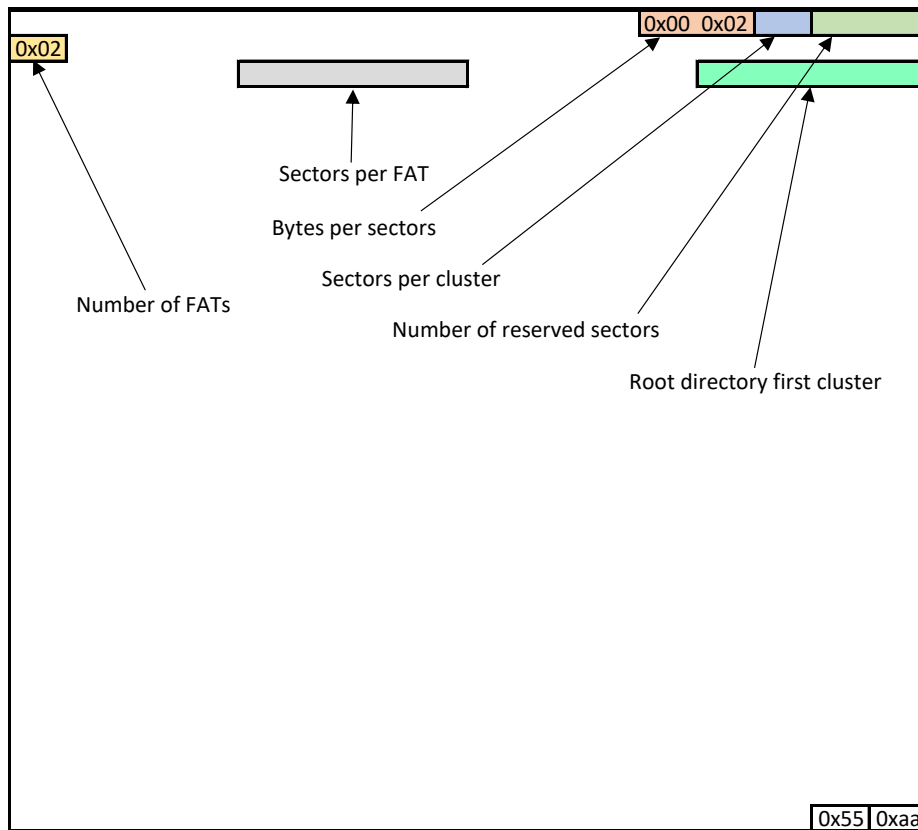 0x00 0x02
0x02
Sectors per FAT
Bytes per sectors
Sectors per cluster
Number of FATs
Number of reserved sectors
Root directory first cluster
0x55 0xaa